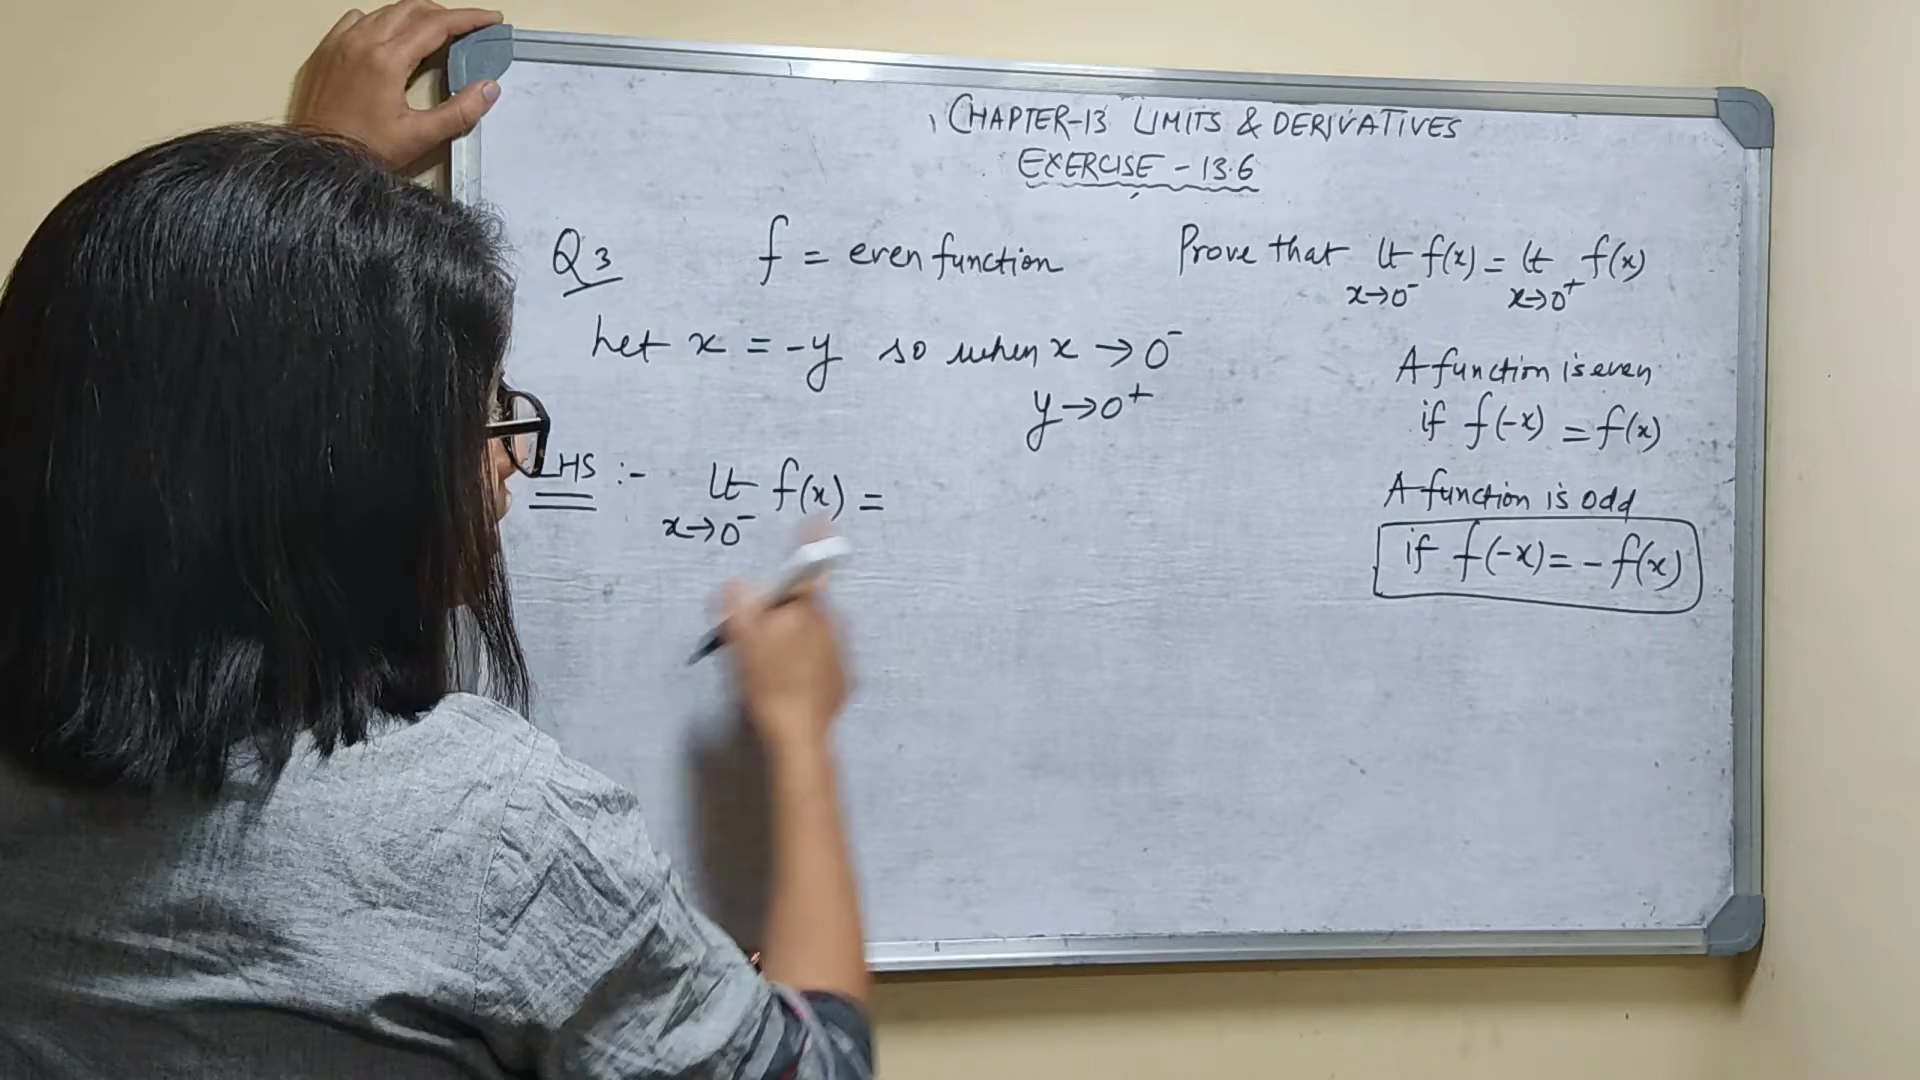 CHAPTER-13 LIMITS & DERIVATIVES
EXERCISE - 13.6
Q3 f = even function Prove that lt f(x) = lt f(x)
x→0⁻ x→0⁺
Let x = -y so when x → 0⁻
y→0⁺
A function is even
if f(-x) = f(x)
LHS :- lt f(x) =
x→0⁻
A function is odd
if f(-x) = - f(x)